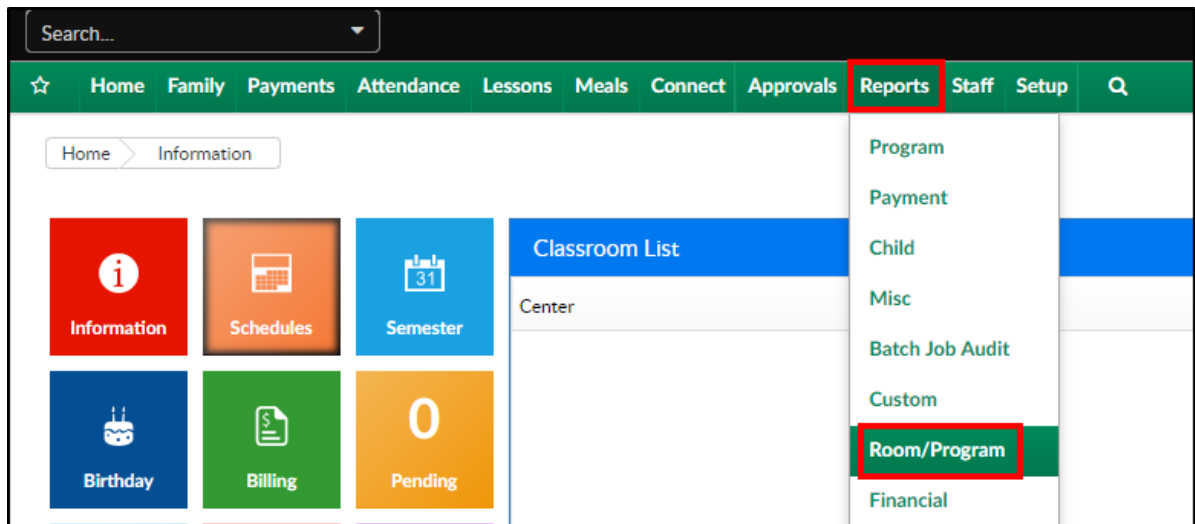 Search...
Home Family Payments Attendance Lessons Meals Connect Approvals Reports Staff Setup
Home Information
Program
Payment
Child
Misc
Batch Job Audit
Custom
Room/Program
Financial
Information
Schedules
31
Semester
Classroom List
Center
Birthday
$
Billing
0
Pending